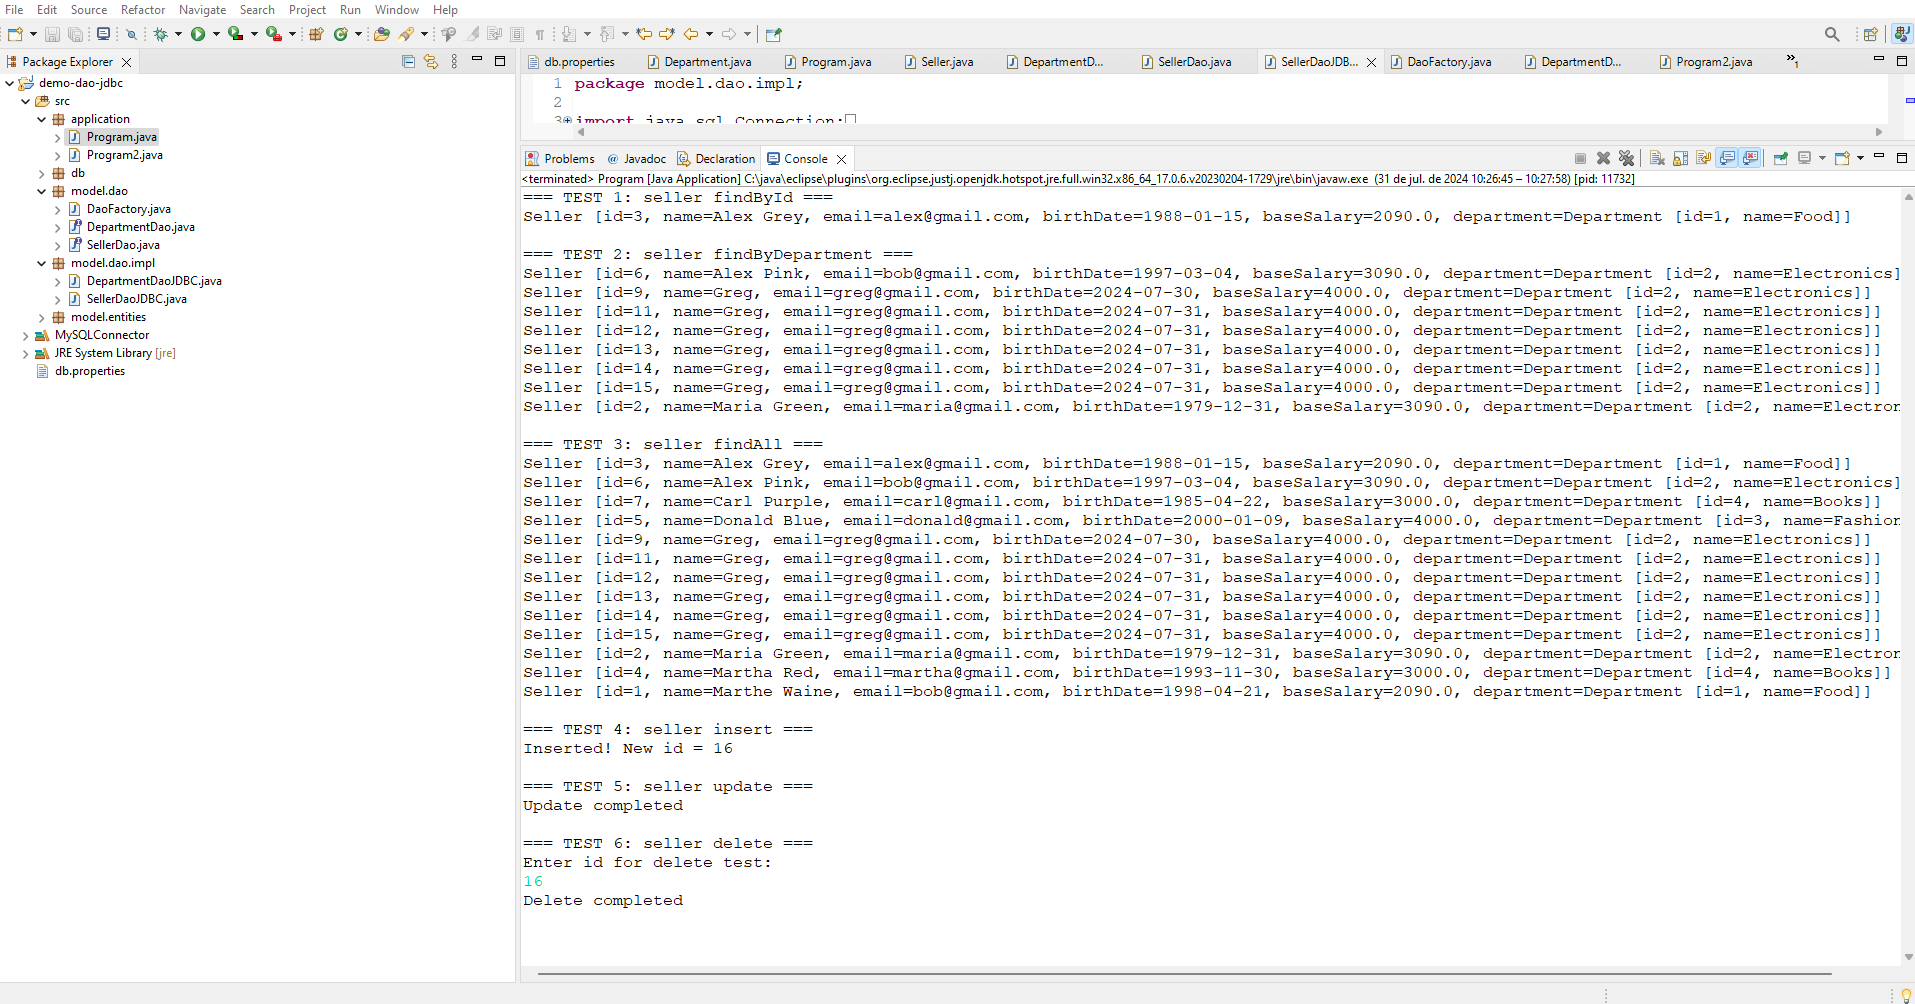 File Edit Source Refactor Navigate Search Project Run Window Help
Package Explorer
demo-dao-jdbc
src
application
Program.java
Program2.java
db
model.dao
DaoFactory.java
DepartmentDao.java
SellerDao.java
model.dao.impl
DepartmentDaoJDBC.java
SellerDaoJDBC.java
model.entities
MySQLConnector
JRE System Library [jre]
db.properties
db.properties Department.java Program.java Seller.java DepartmentD... SellerDao.java SellerDaoJDB... DaoFactory.java DepartmentD... Program2.java »1
1 package model.dao.impl;
2
3 import java.sql.Connection;
Problems Javadoc Declaration Console
<terminated> Program [Java Application] C:\java\eclipse\plugins\org.eclipse.justj.openjdk.hotspot.jre.full.win32.x86_64_17.0.6.v20230204-1729\jre\bin\javaw.exe (31 de jul. de 2024 10:26:45 – 10:27:58) [pid: 11732]
=== TEST 1: seller findById ===
Seller [id=3, name=Alex Grey, email=alex@gmail.com, birthDate=1988-01-15, baseSalary=2090.0, department=Department [id=1, name=Food]]
=== TEST 2: seller findByDepartment ===
Seller [id=6, name=Alex Pink, email=bob@gmail.com, birthDate=1997-03-04, baseSalary=3090.0, department=Department [id=2, name=Electronics]
Seller [id=9, name=Greg, email=greg@gmail.com, birthDate=2024-07-30, baseSalary=4000.0, department=Department [id=2, name=Electronics]]
Seller [id=11, name=Greg, email=greg@gmail.com, birthDate=2024-07-31, baseSalary=4000.0, department=Department [id=2, name=Electronics]]
Seller [id=12, name=Greg, email=greg@gmail.com, birthDate=2024-07-31, baseSalary=4000.0, department=Department [id=2, name=Electronics]]
Seller [id=13, name=Greg, email=greg@gmail.com, birthDate=2024-07-31, baseSalary=4000.0, department=Department [id=2, name=Electronics]]
Seller [id=14, name=Greg, email=greg@gmail.com, birthDate=2024-07-31, baseSalary=4000.0, department=Department [id=2, name=Electronics]]
Seller [id=15, name=Greg, email=greg@gmail.com, birthDate=2024-07-31, baseSalary=4000.0, department=Department [id=2, name=Electronics]]
Seller [id=2, name=Maria Green, email=maria@gmail.com, birthDate=1979-12-31, baseSalary=3090.0, department=Department [id=2, name=Electron
=== TEST 3: seller findAll ===
Seller [id=3, name=Alex Grey, email=alex@gmail.com, birthDate=1988-01-15, baseSalary=2090.0, department=Department [id=1, name=Food]]
Seller [id=6, name=Alex Pink, email=bob@gmail.com, birthDate=1997-03-04, baseSalary=3090.0, department=Department [id=2, name=Electronics]
Seller [id=7, name=Carl Purple, email=carl@gmail.com, birthDate=1985-04-22, baseSalary=3000.0, department=Department [id=4, name=Books]]
Seller [id=5, name=Donald Blue, email=donald@gmail.com, birthDate=2000-01-09, baseSalary=4000.0, department=Department [id=3, name=Fashion
Seller [id=9, name=Greg, email=greg@gmail.com, birthDate=2024-07-30, baseSalary=4000.0, department=Department [id=2, name=Electronics]]
Seller [id=11, name=Greg, email=greg@gmail.com, birthDate=2024-07-31, baseSalary=4000.0, department=Department [id=2, name=Electronics]]
Seller [id=12, name=Greg, email=greg@gmail.com, birthDate=2024-07-31, baseSalary=4000.0, department=Department [id=2, name=Electronics]]
Seller [id=13, name=Greg, email=greg@gmail.com, birthDate=2024-07-31, baseSalary=4000.0, department=Department [id=2, name=Electronics]]
Seller [id=14, name=Greg, email=greg@gmail.com, birthDate=2024-07-31, baseSalary=4000.0, department=Department [id=2, name=Electronics]]
Seller [id=15, name=Greg, email=greg@gmail.com, birthDate=2024-07-31, baseSalary=4000.0, department=Department [id=2, name=Electronics]]
Seller [id=2, name=Maria Green, email=maria@gmail.com, birthDate=1979-12-31, baseSalary=3090.0, department=Department [id=2, name=Electron
Seller [id=4, name=Martha Red, email=martha@gmail.com, birthDate=1993-11-30, baseSalary=3000.0, department=Department [id=4, name=Books]]
Seller [id=1, name=Marthe Waine, email=bob@gmail.com, birthDate=1998-04-21, baseSalary=2090.0, department=Department [id=1, name=Food]]
=== TEST 4: seller insert ===
Inserted! New id = 16
=== TEST 5: seller update ===
Update completed
=== TEST 6: seller delete ===
Enter id for delete test:
16
Delete completed